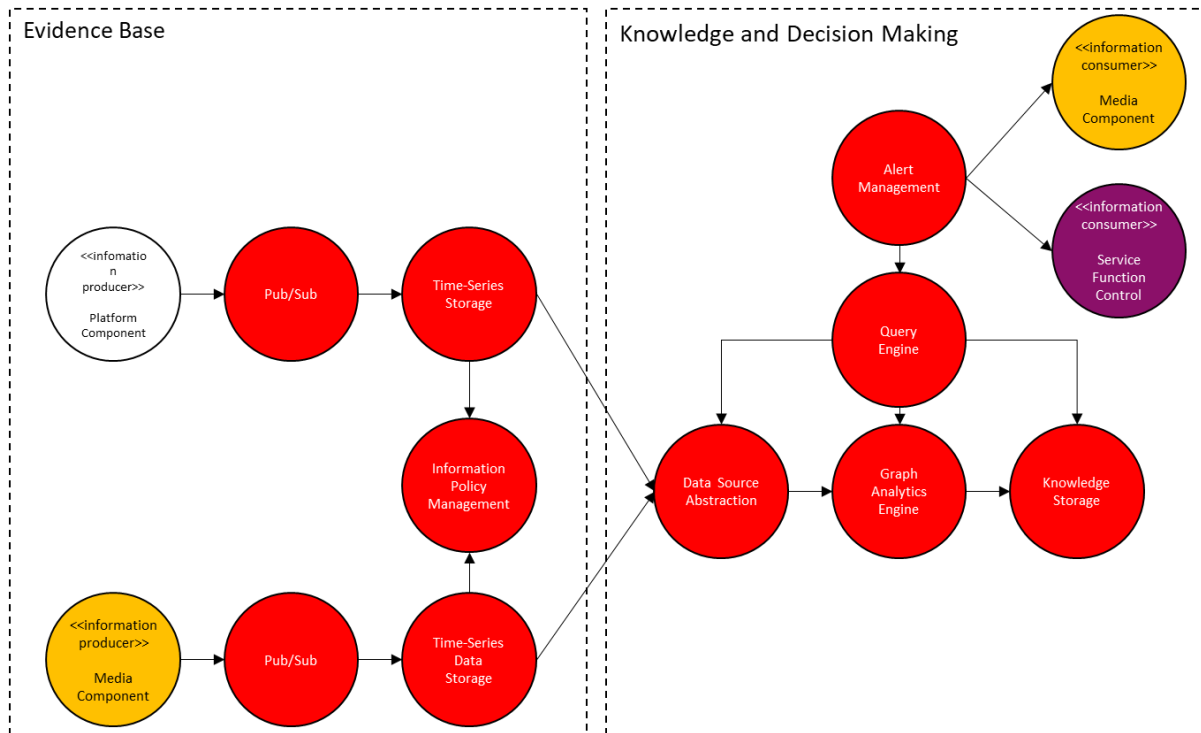 Evidence Base
<<infomatio
n
producer>>
Platform
Component
Pub/Sub
Time-Series
Storage
Information
Policy
Management
<<information
producer>>
Media
Component
Pub/Sub
Time-Series
Data
Storage
Knowledge and Decision Making
<<information
consumer>>
Media
Component
Alert
Management
<<information
consumer>>
Service
Function
Control
Query
Engine
Data Source
Abstraction
Graph
Analytics
Engine
Knowledge
Storage